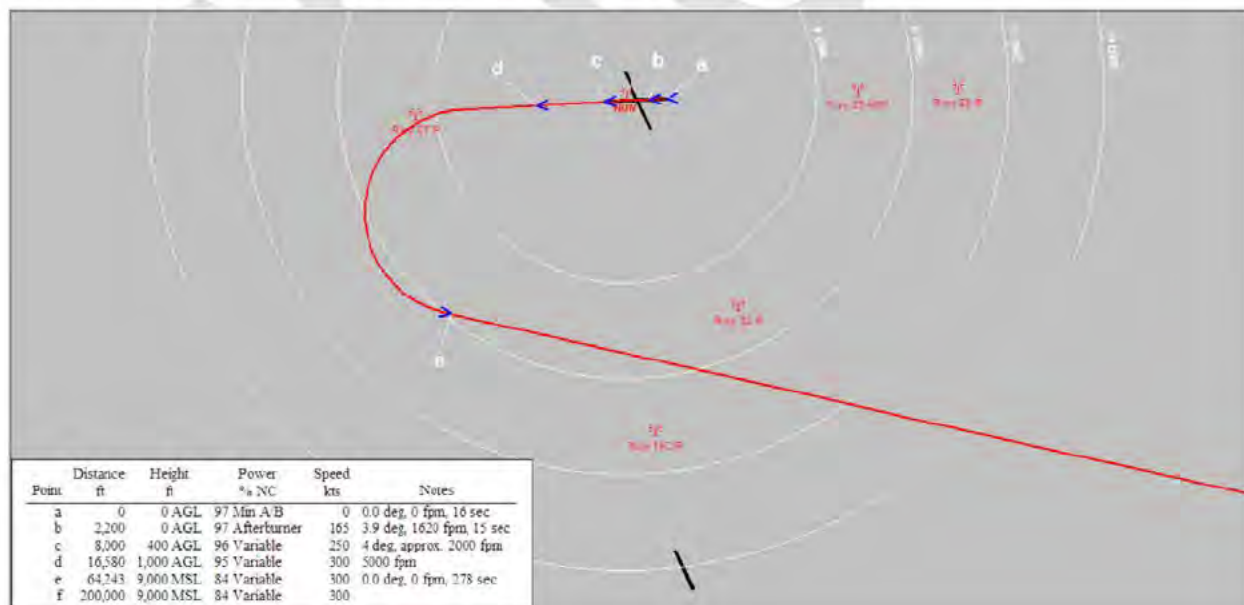 d c b a
e
Point Distance ft Height ft Power % NC Speed kts Notes
a 0 0 AGL 97 Min A/B 0 0.0 deg, 0 fpm, 16 sec
b 2,200 0 AGL 97 Afterburner 165 3.9 deg, 1620 fpm, 15 sec
c 8,000 400 AGL 96 Variable 250 4 deg, approx. 2000 fpm
d 16,580 1,000 AGL 95 Variable 300 5000 fpm
e 64,243 9,000 MSL 84 Variable 300 0.0 deg, 0 fpm, 278 sec
f 200,000 9,000 MSL 84 Variable 300